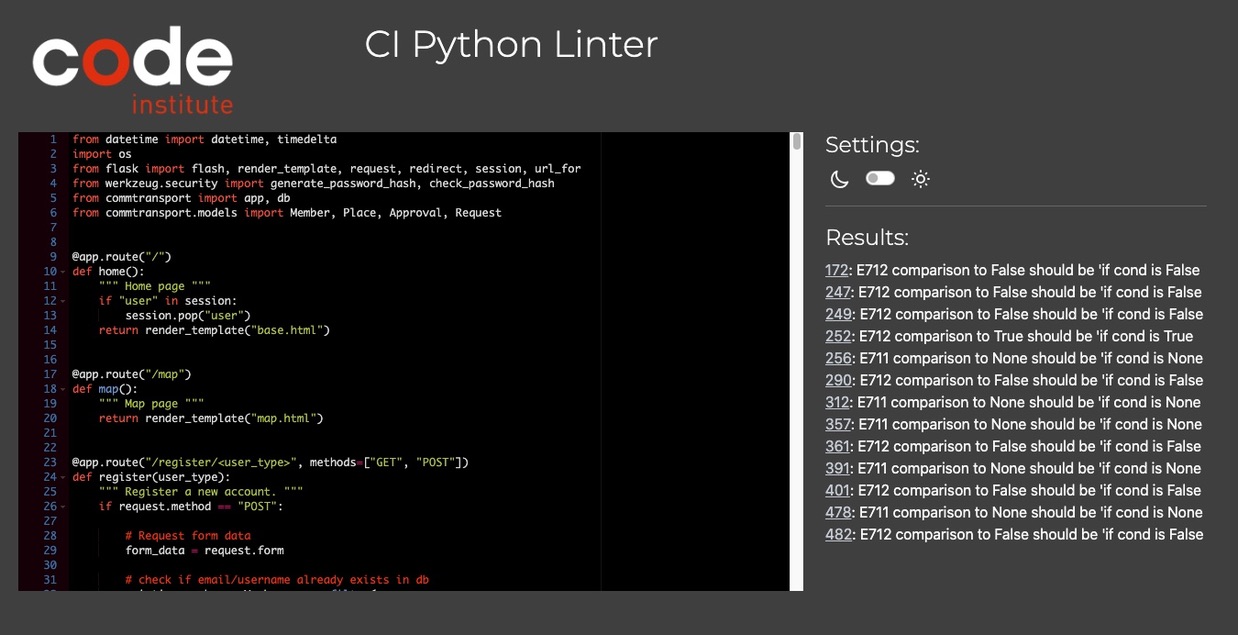 code
institute
CI Python Linter
1 from datetime import datetime, timedelta
2 import os
3 from flask import flash, render_template, request, redirect, session, url_for
4 from werkzeug.security import generate_password_hash, check_password_hash
5 from commtransport import app, db
6 from commtransport.models import Member, Place, Approval, Request
7
8
9 @app.route("/")
10 def home():
11 """ Home page """
12 if "user" in session:
13 session.pop("user")
14 return render_template("base.html")
15
16
17 @app.route("/map")
18 def map():
19 """ Map page """
20 return render_template("map.html")
21
22
23 @app.route("/register/<user_type>", methods=["GET", "POST"])
24 def register(user_type):
25 """ Register a new account. """
26 if request.method == "POST":
27
28 # Request form data
29 form_data = request.form
30
31 # check if email/username already exists in db
Settings:
Results:
172: E712 comparison to False should be 'if cond is False
247: E712 comparison to False should be 'if cond is False
249: E712 comparison to False should be 'if cond is False
252: E712 comparison to True should be 'if cond is True
256: E711 comparison to None should be 'if cond is None
290: E712 comparison to False should be 'if cond is False
312: E711 comparison to None should be 'if cond is None
357: E711 comparison to None should be 'if cond is None
361: E712 comparison to False should be 'if cond is False
391: E711 comparison to None should be 'if cond is None
401: E712 comparison to False should be 'if cond is False
478: E711 comparison to None should be 'if cond is None
482: E712 comparison to False should be 'if cond is False